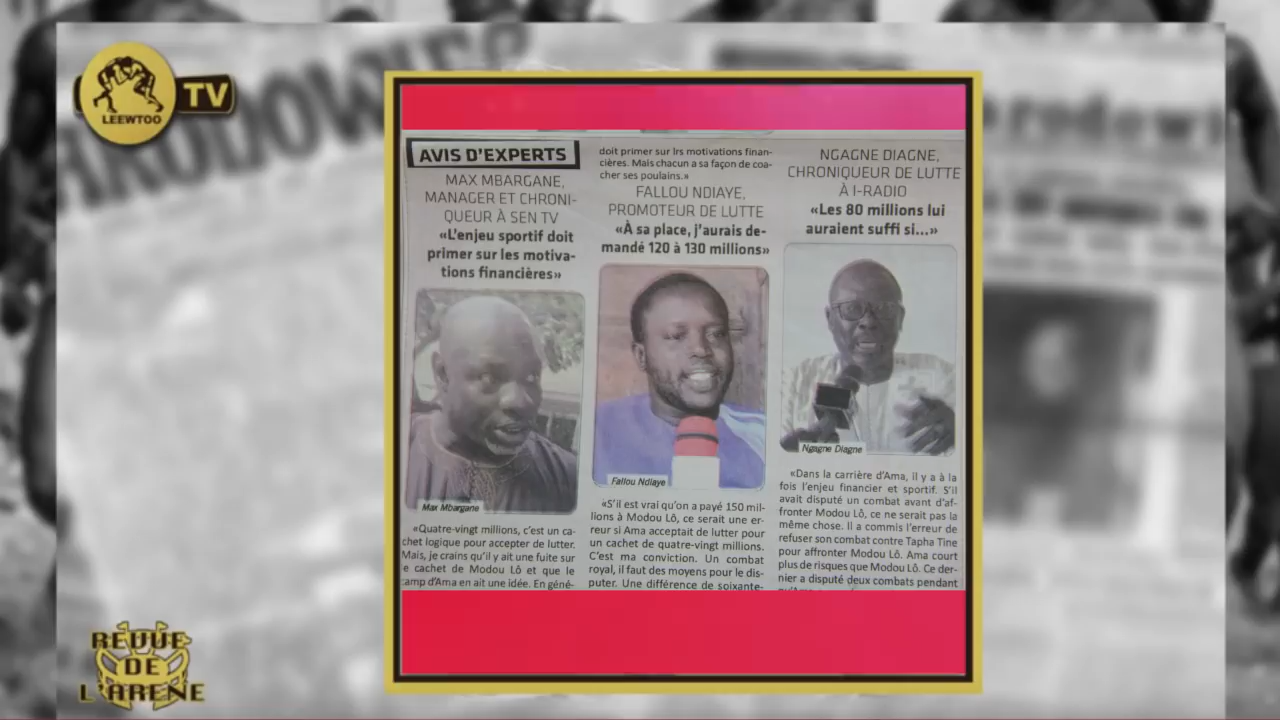 LEEWTOO
TV
AVIS D'EXPERTS
MAX MBARGANE,
MANAGER ET CHRONI-
QUEUR À SEN TV
«L'enjeu sportif doit
primer sur les motiva-
tions financières»
Max Mbargane
«Quatre-vingt millions, c'est un ca-
chet logique pour accepter de lutter.
Mais, je crains qu'il y ait une fuite sur
e cachet de Modou Lô et que le
amp d'Ama en ait une idée. En géné-
doit primer sur lrs motivations finan-
cières. Mais chacun a sa façon de coa-
cher ses poulains.»
FALLOU NDIAYE,
PROMOTEUR DE LUTTE
«À sa place, j'aurais de-
mandé 120 à 130 millions»
Fallou Ndiaye
«S'il est vrai qu'on a payé 150 mil-
lions à Modou Lô, ce serait une er-
reur si Ama acceptait de lutter pour
un cachet de quatre-vingt millions.
C'est ma conviction. Un combat
royal, il faut des moyens pour le dis-
puter. Une différence de soixante-
NGAGNE DIAGNE,
CHRONIQUEUR DE LUTTE
À I-RADIO
«Les 80 millions lui
auraient suffi si...»
Ngagne Diagne
«Dans la carrière d'Ama, il y a à la
fois l'enjeu financier et sportif. S'il
avait disputé un combat avant d'af-
fronter Modou Lô, ce ne serait pas la
même chose. Il a commis l'erreur de
refuser son combat contre Tapha Tine
pour affronter Modou Lô. Ama court
plus de risques que Modou Lô. Ce der-
nier a disputé deux combats pendant
REVUE
DE
L'ARENE